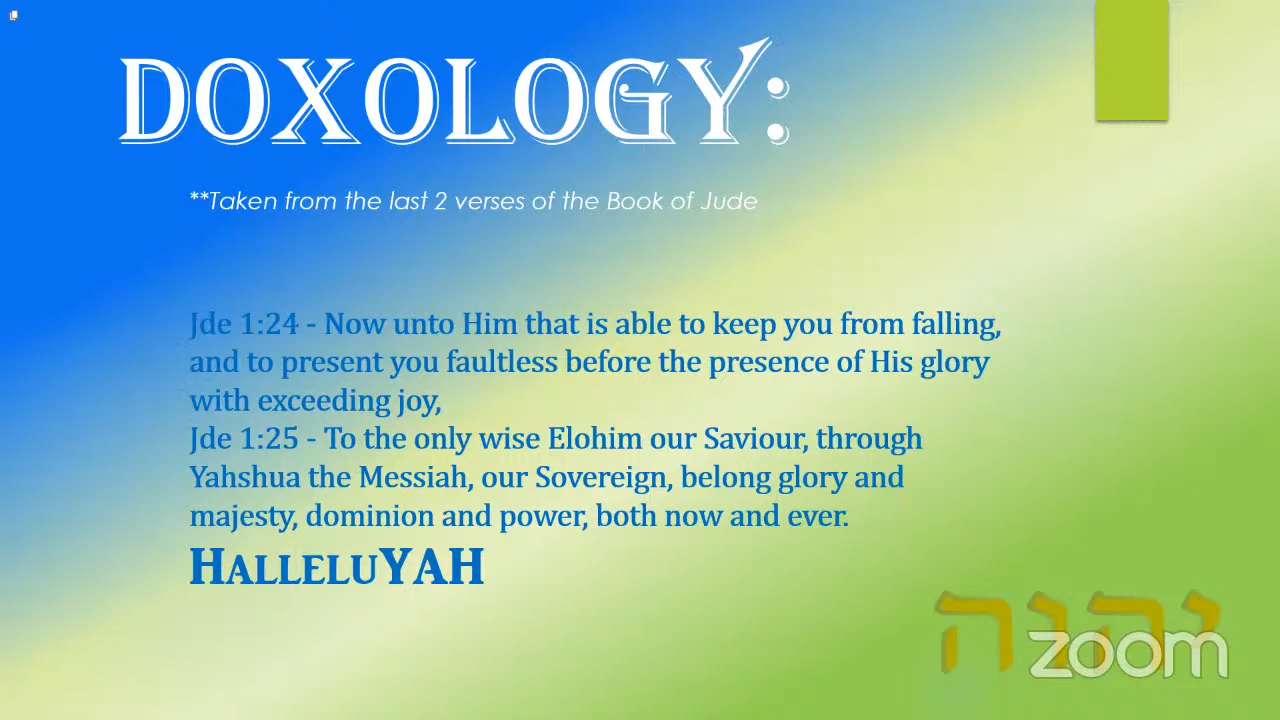 DOXOLOGY:
**Taken from the last 2 verses of the Book of Jude
Jde 1:24 - Now unto Him that is able to keep you from falling,
and to present you faultless before the presence of His glory
with exceeding joy,
Jde 1:25 - To the only wise Elohim our Saviour, through
Yahshua the Messiah, our Sovereign, belong glory and
majesty, dominion and power, both now and ever.
HALLELUYAH
יהוה
zoom